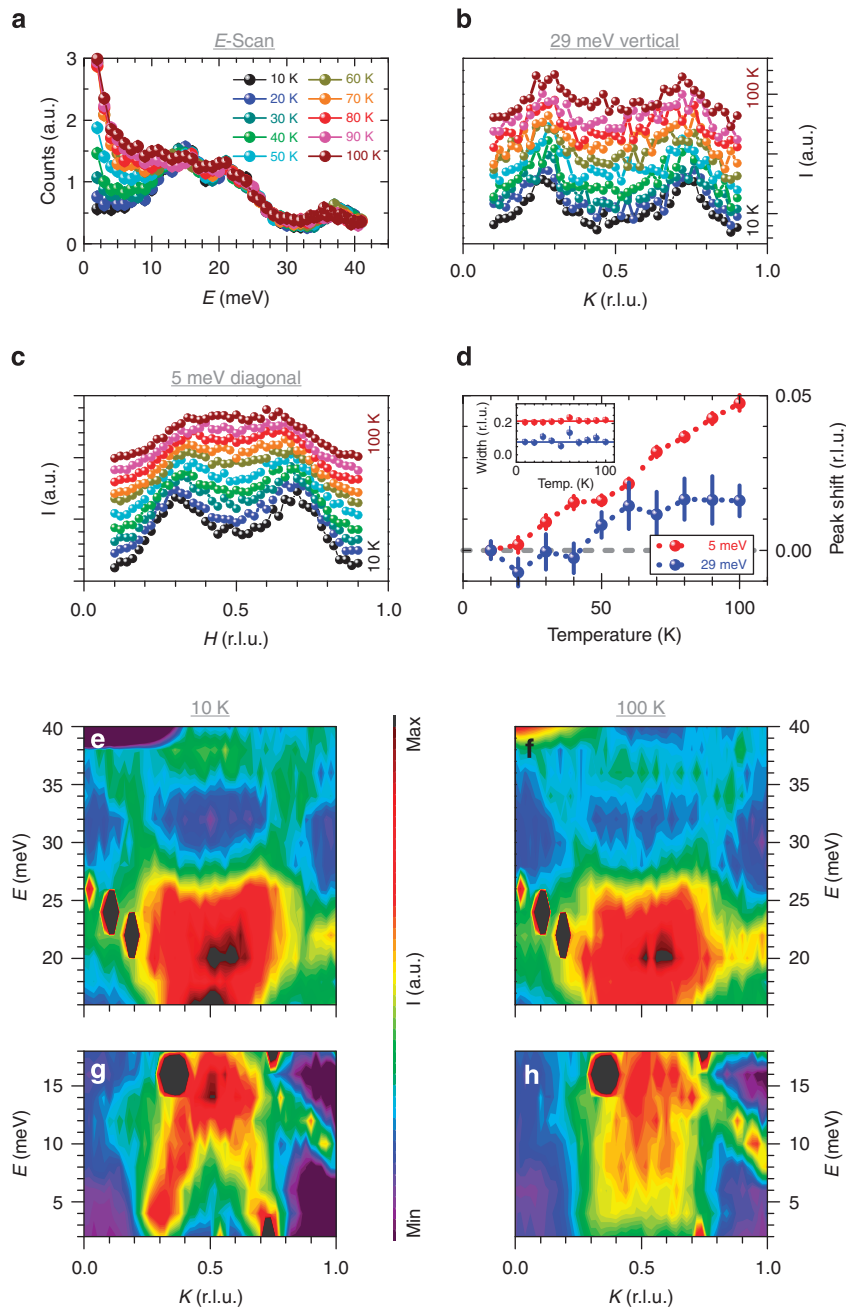 a
E-Scan
3
2
1
0
Counts (a.u.)
0 10 20 30 40
E (meV)
10 K
20 K
30 K
40 K
50 K
60 K
70 K
80 K
90 K
100 K
b
29 meV vertical
100 K
10 K
I (a.u.)
0.0 0.5 1.0
K (r.l.u.)
c
5 meV diagonal
I (a.u.)
100 K
10 K
0.0 0.5 1.0
H (r.l.u.)
d
Width (r.l.u.)
0.2
0.0
0 100
Temp. (K)
0.05
0.00
Peak shift (r.l.u.)
5 meV
29 meV
0 50 100
Temperature (K)
10 K
e
40
35
30
25
20
E (meV)
Max
I (a.u.)
Min
100 K
f
40
30
20
E (meV)
g
15
10
5
E (meV)
0.0 0.5 1.0
K (r.l.u.)
h
15
10
5
E (meV)
0.0 0.5 1.0
K (r.l.u.)